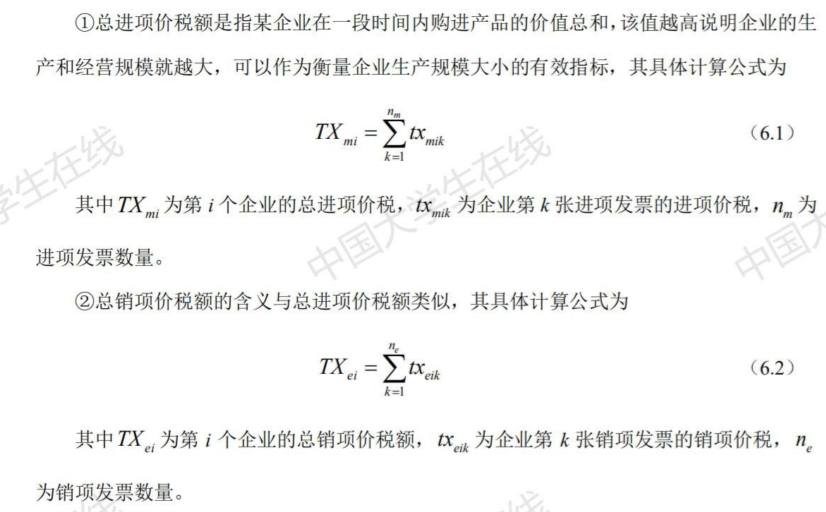 ①总进项价税额是指某企业在一段时间内购进产品的价值总和，该值越高说明企业的生
产和经营规模就越大，可以作为衡量企业生产规模大小的有效指标，其具体计算公式为
$TX_{mi} = \sum_{k=1}^{n_m} tx_{mik}$ （6.1）
其中 $TX_{mi}$ 为第 i 个企业的总进项价税，$tx_{mik}$ 为企业第 k 张进项发票的进项价税，$n_m$ 为
进项发票数量。
②总销项价税额的含义与总进项价税额类似，其具体计算公式为
$TX_{ei} = \sum_{k=1}^{n_e} tx_{eik}$ （6.2）
其中 $TX_{ei}$ 为第 i 个企业的总销项价税额，$tx_{eik}$ 为企业第 k 张销项发票的销项价税，$n_e$
为销项发票数量。
学生在线
中国大学生在线
中国